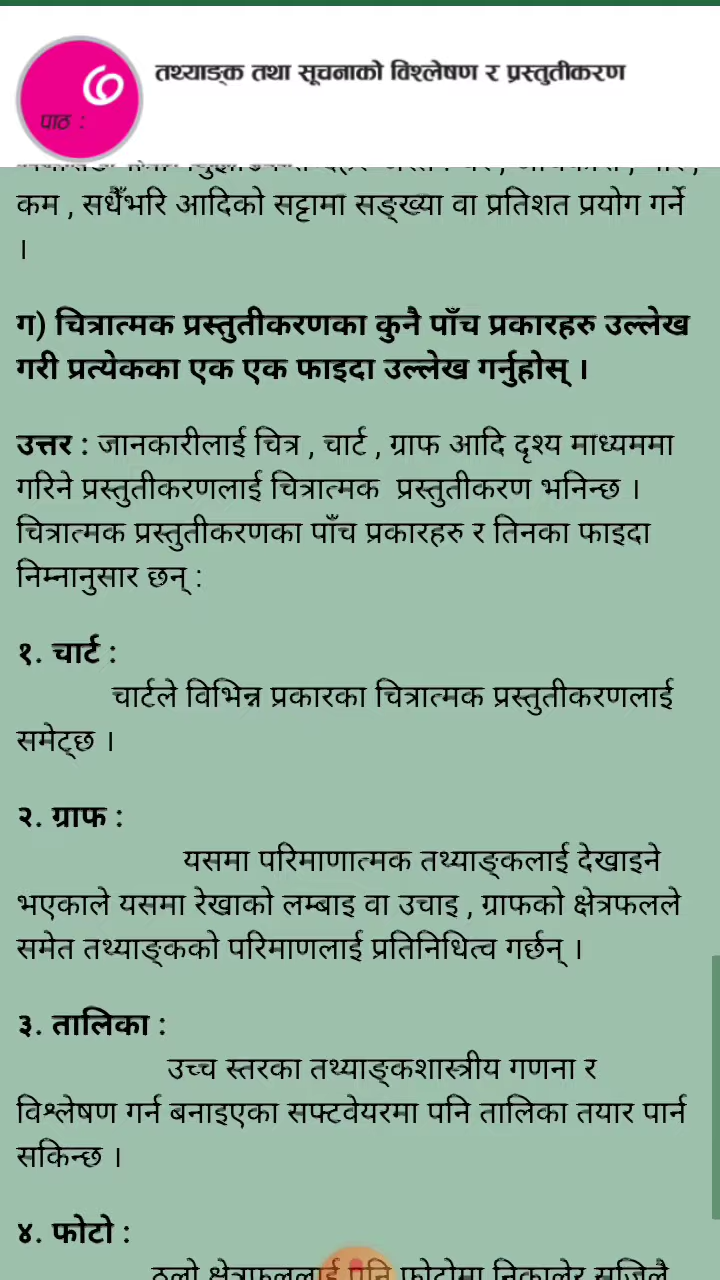 ७
पाठ :
तथ्याङ्क तथा सूचनाको विश्लेषण र प्रस्तुतीकरण
कम , सधैँभरि आदिको सट्टामा सङ्ख्या वा प्रतिशत प्रयोग गर्ने
।
ग) चित्रात्मक प्रस्तुतीकरणका कुनै पाँच प्रकारहरु उल्लेख
गरी प्रत्येकका एक एक फाइदा उल्लेख गर्नुहोस् ।
उत्तर : जानकारीलाई चित्र , चार्ट , ग्राफ आदि दृश्य माध्यममा
गरिने प्रस्तुतीकरणलाई चित्रात्मक प्रस्तुतीकरण भनिन्छ ।
चित्रात्मक प्रस्तुतीकरणका पाँच प्रकारहरु र तिनका फाइदा
निम्नानुसार छन् :
१. चार्ट :
चार्टले विभिन्न प्रकारका चित्रात्मक प्रस्तुतीकरणलाई
समेट्छ ।
२. ग्राफ :
यसमा परिमाणात्मक तथ्याङ्कलाई देखाइने
भएकाले यसमा रेखाको लम्बाइ वा उचाइ , ग्राफको क्षेत्रफलले
समेत तथ्याङ्कको परिमाणलाई प्रतिनिधित्व गर्छन् ।
३. तालिका :
उच्च स्तरका तथ्याङ्कशास्त्रीय गणना र
विश्लेषण गर्न बनाइएका सफ्टवेयरमा पनि तालिका तयार पार्न
सकिन्छ ।
४. फोटो :
ठूलो क्षेत्रफललाई पनि फोटोमा निकालेर सजिलै